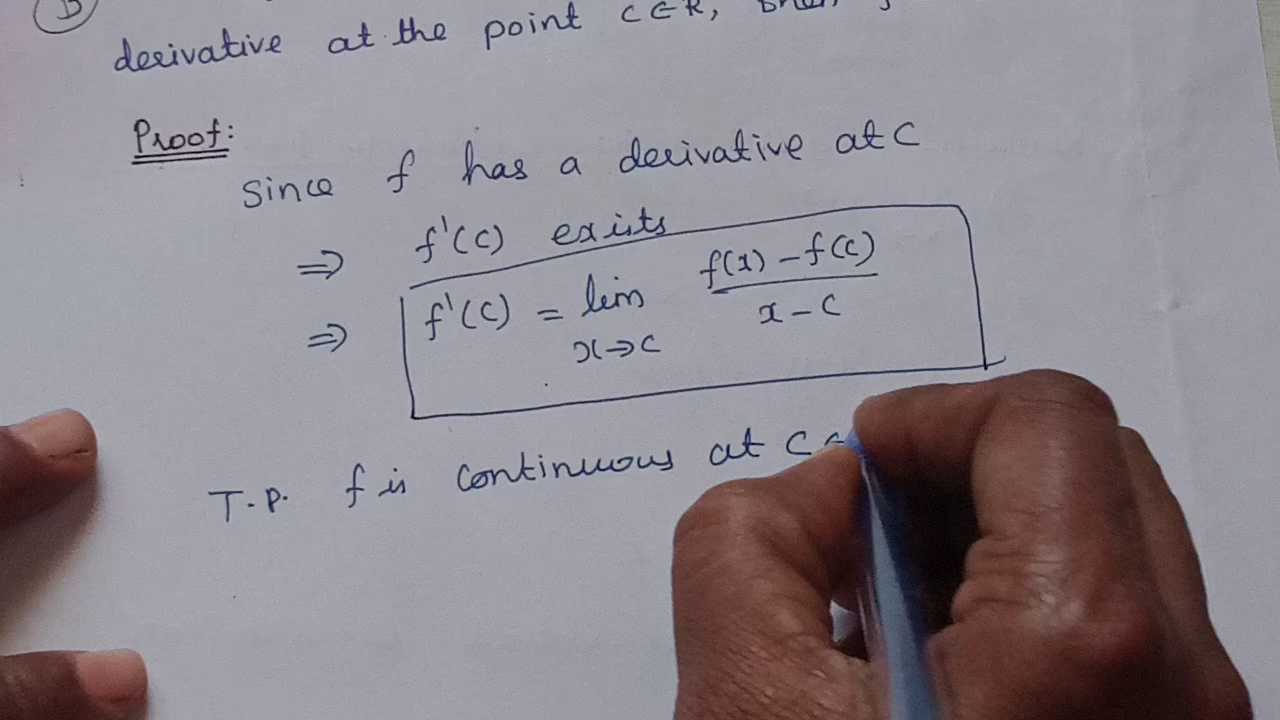 derivative at the point C∈R,
Proof:
Since f has a derivative at C
⇒ f'(C) exists
⇒ f'(C) = lim x→C f(x) - f(C) / x - C
T.P. f is continuous at C